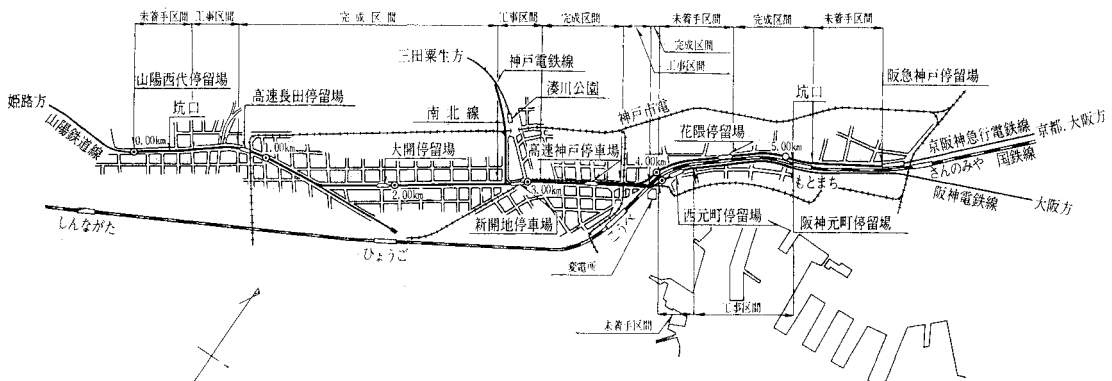 未着手区間
工事区間
完成区間
工事区間
完成区間
未着手区間
完成区間
未着手区間
完成区間
工事区間
三田粟生方
神戸電鉄線
山陽西代停留場
湊川公園
阪急神戸停留場
坑口
高速長田停留場
南北線
神戸市電
坑口
姫路方
山陽鉄道線
0.00km
1.00km
大開停留場
高速神戸停車場
花隈停留場
4.00km
5.00km
京阪神急行電鉄線
京都.大阪方
さんのみや
国鉄線
2.00km
3.00km
もとまち
阪神電鉄線
大阪方
しんながた
新開地停車場
こうべ
西元町停留場
阪神元町停留場
ひょうご
変電所
工事区間
未着手区間